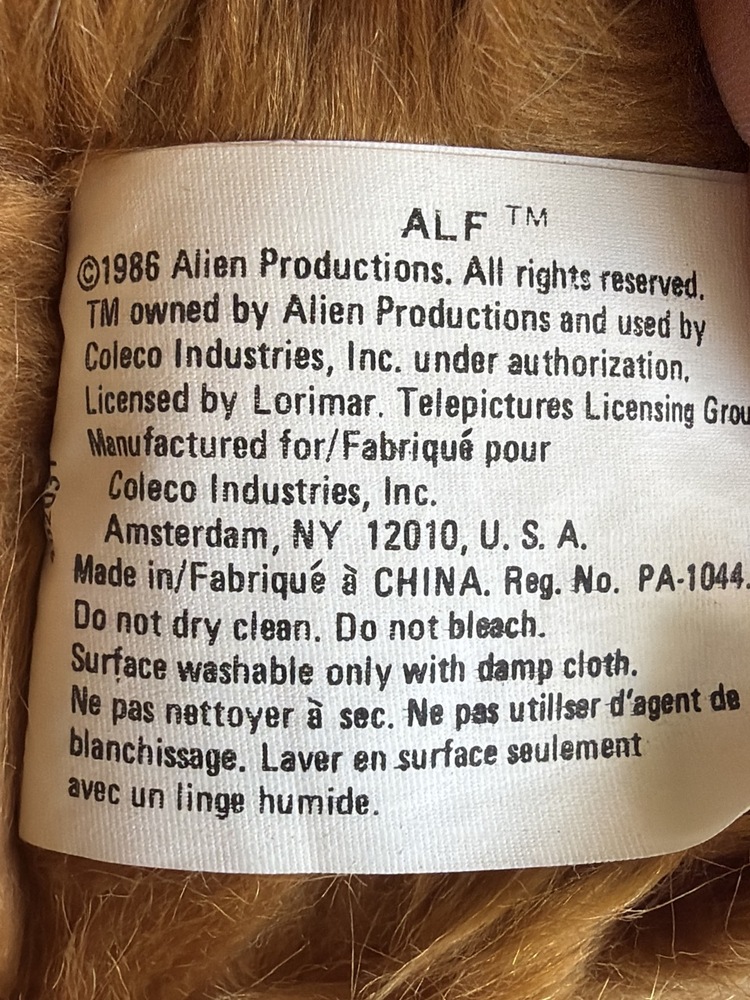 ALF ™
©1986 Alien Productions. All rights reserved.
TM owned by Alien Productions and used by
Coleco Industries, Inc. under authorization.
Licensed by Lorimar. Telepictures Licensing Grou
Manufactured for/Fabriqué pour
Coleco Industries, Inc.
Amsterdam, NY 12010, U. S. A.
Made in/Fabriqué à CHINA. Reg. No. PA-1044.
Do not dry clean. Do not bleach.
Surface washable only with damp cloth.
Ne pas nettoyer à sec. Ne pas utiliser d'agent de
blanchissage. Laver en surface seulement
avec un linge humide.